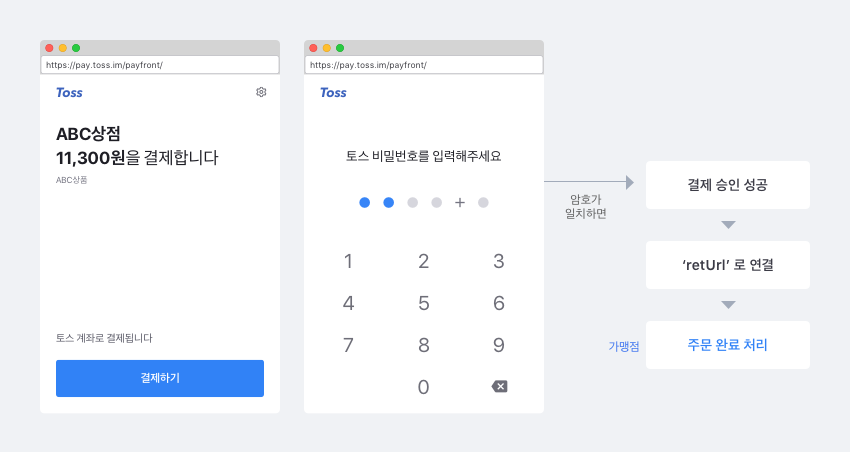 https://pay.toss.im/payfront/
Toss
ABC상점
11,300원을 결제합니다
ABC상품
토스 계좌로 결제됩니다
결제하기
https://pay.toss.im/payfront/
Toss
토스 비밀번호를 입력해주세요
+
1 2 3
4 5 6
7 8 9
0
암호가
일치하면
결제 승인 성공
‘retUrl’ 로 연결
가맹점
주문 완료 처리